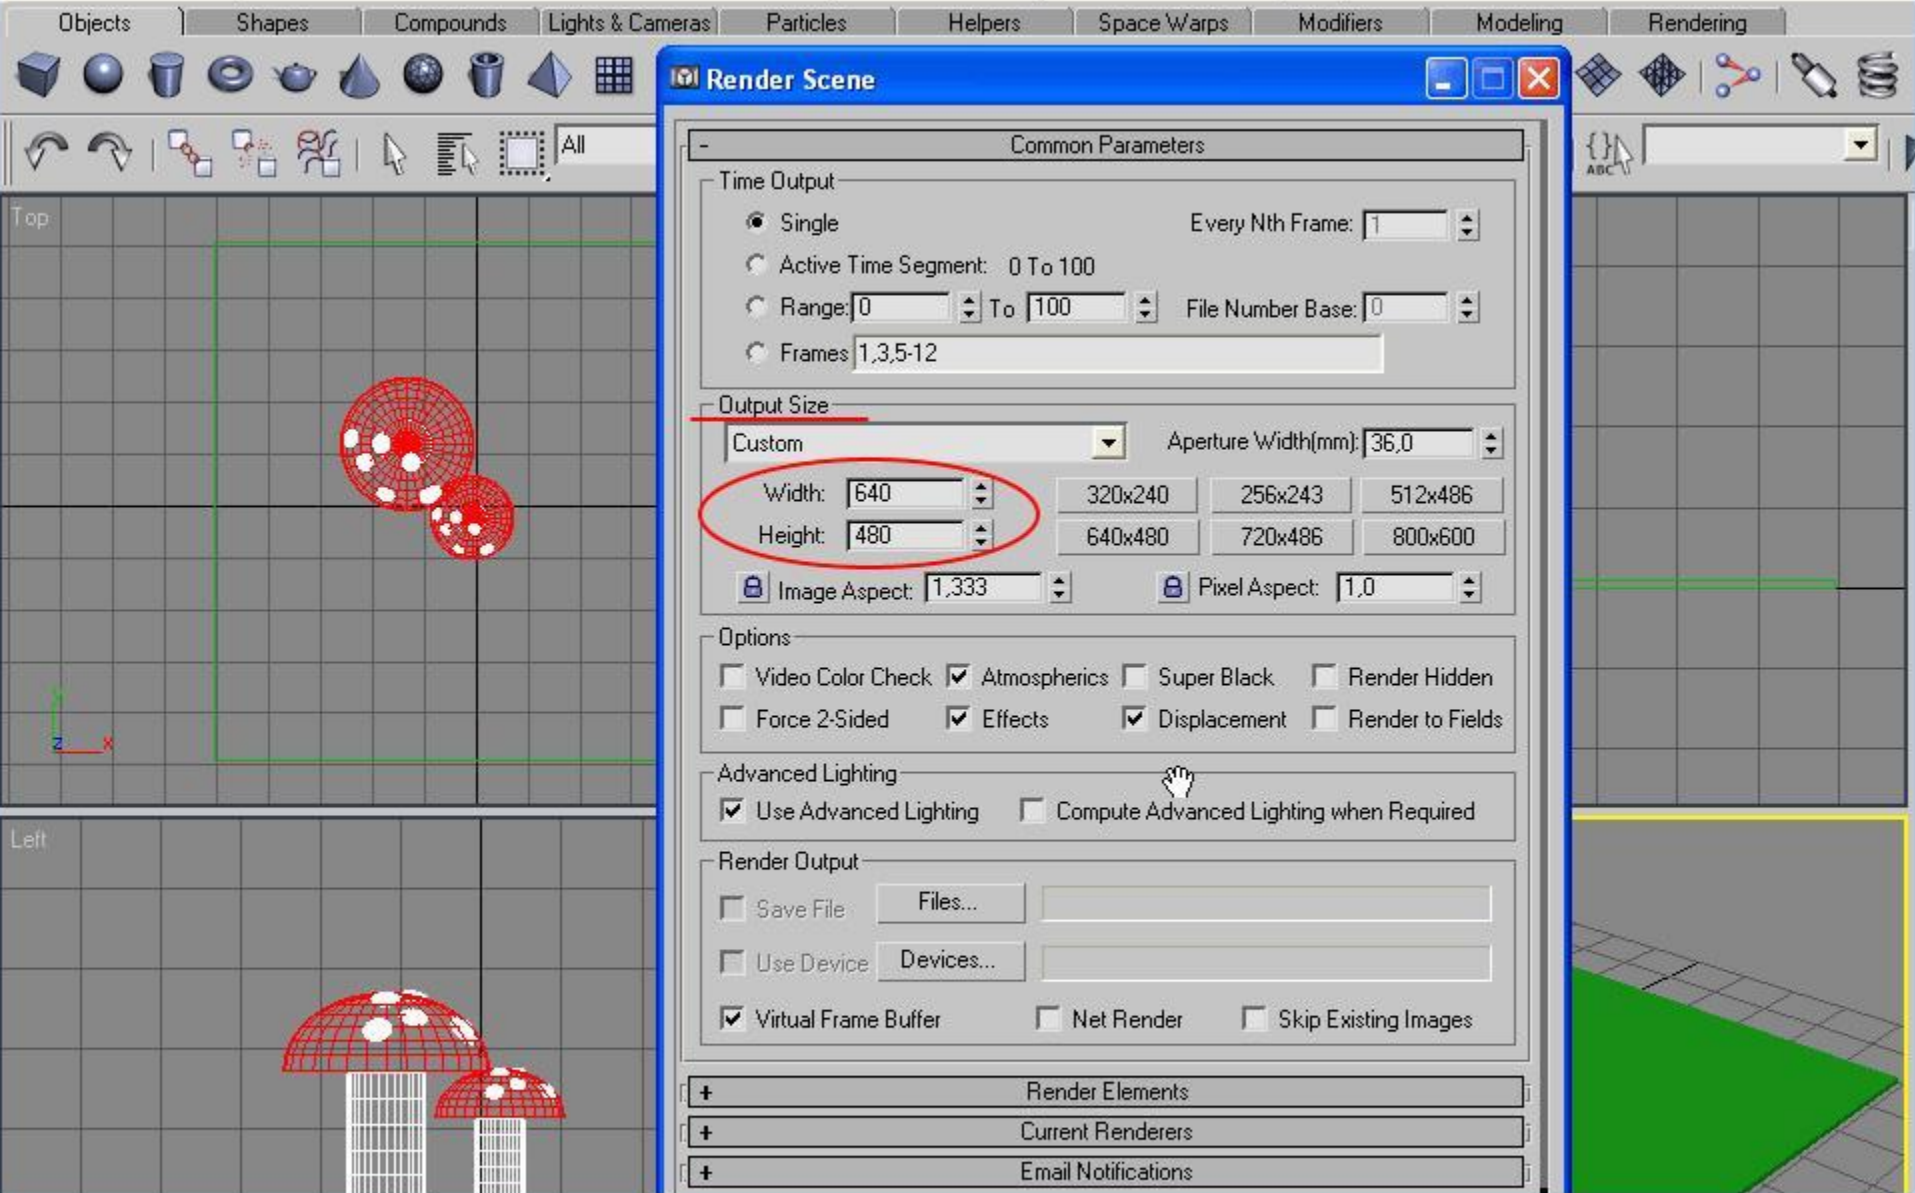 Objects Shapes Compounds Lights & Cameras Particles Helpers Space Warps Modifiers Modeling Rendering
Render Scene
All
ABC
Top
- Common Parameters
Time Output
Single Every Nth Frame: 1
Active Time Segment: 0 To 100
Range: 0 To 100 File Number Base: 0
Frames 1,3,5-12
Output Size
Custom Aperture Width(mm): 36,0
Width: 640 320x240 256x243 512x486
Height: 480 640x480 720x486 800x600
Image Aspect: 1,333 Pixel Aspect: 1,0
Options
Video Color Check Atmospherics Super Black Render Hidden
Force 2-Sided Effects Displacement Render to Fields
y
z x
Advanced Lighting
Use Advanced Lighting Compute Advanced Lighting when Required
Left
Render Output
Save File Files...
Use Device Devices...
Virtual Frame Buffer Net Render Skip Existing Images
+ Render Elements
+ Current Renderers
+ Email Notifications